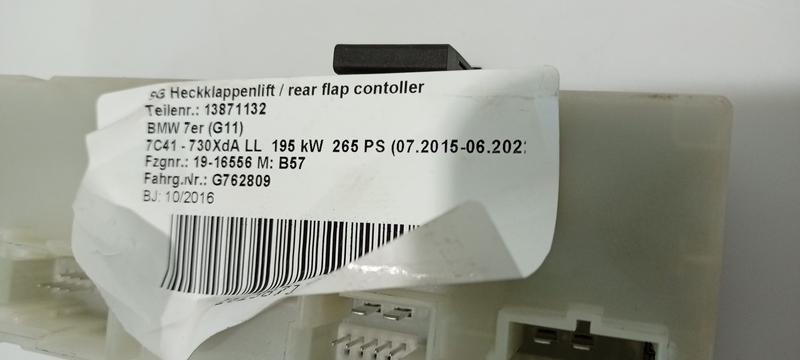 SG Heckklappenlift / rear flap contoller
Teilenr.: 13871132
BMW 7er (G11)
7C41 - 730XdA LL 195 kW 265 PS (07.2015-06.202
Fzgnr.: 19-16556 M: B57
Fahrg.Nr.: G762809
BJ: 10/2016